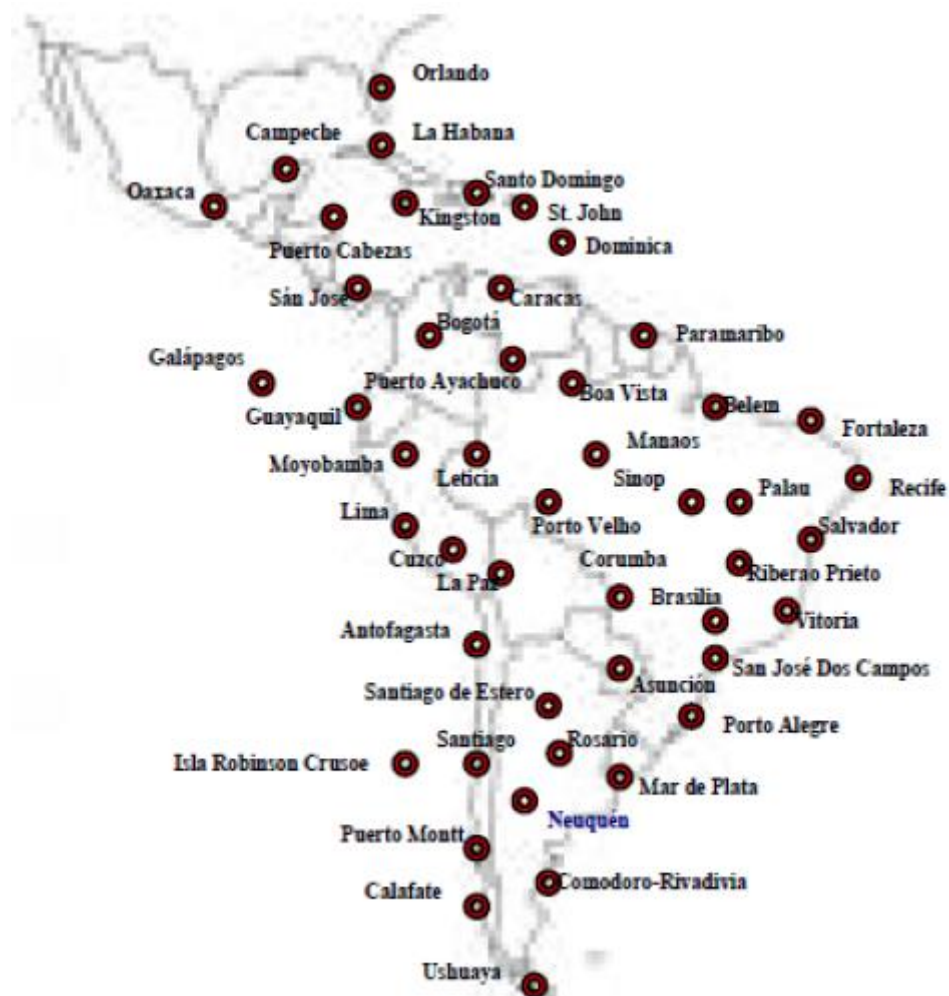 Orlando
Campeche
La Habana
Oaxaca
Santo Domingo
Kingston
St. John
Puerto Cabezas
Dominica
Sán José
Caracas
Bogotá
Paramaribo
Galápagos
Puerto Ayachuco
Boa Vista
Guayaquil
Belem
Fortaleza
Moyobamba
Leticia
Manaos
Sinop
Palau
Recife
Lima
Porto Velho
Salvador
Cuzco
La Paz
Corumba
Riberao Prieto
Brasilia
Vitoria
Antofagasta
San José Dos Campos
Asunción
Santiago de Estero
Porto Alegre
Isla Robinson Crusoe
Santiago
Rosario
Mar de Plata
Neuquén
Puerto Montt
Comodoro-Rivadivia
Calafate
Ushuaya